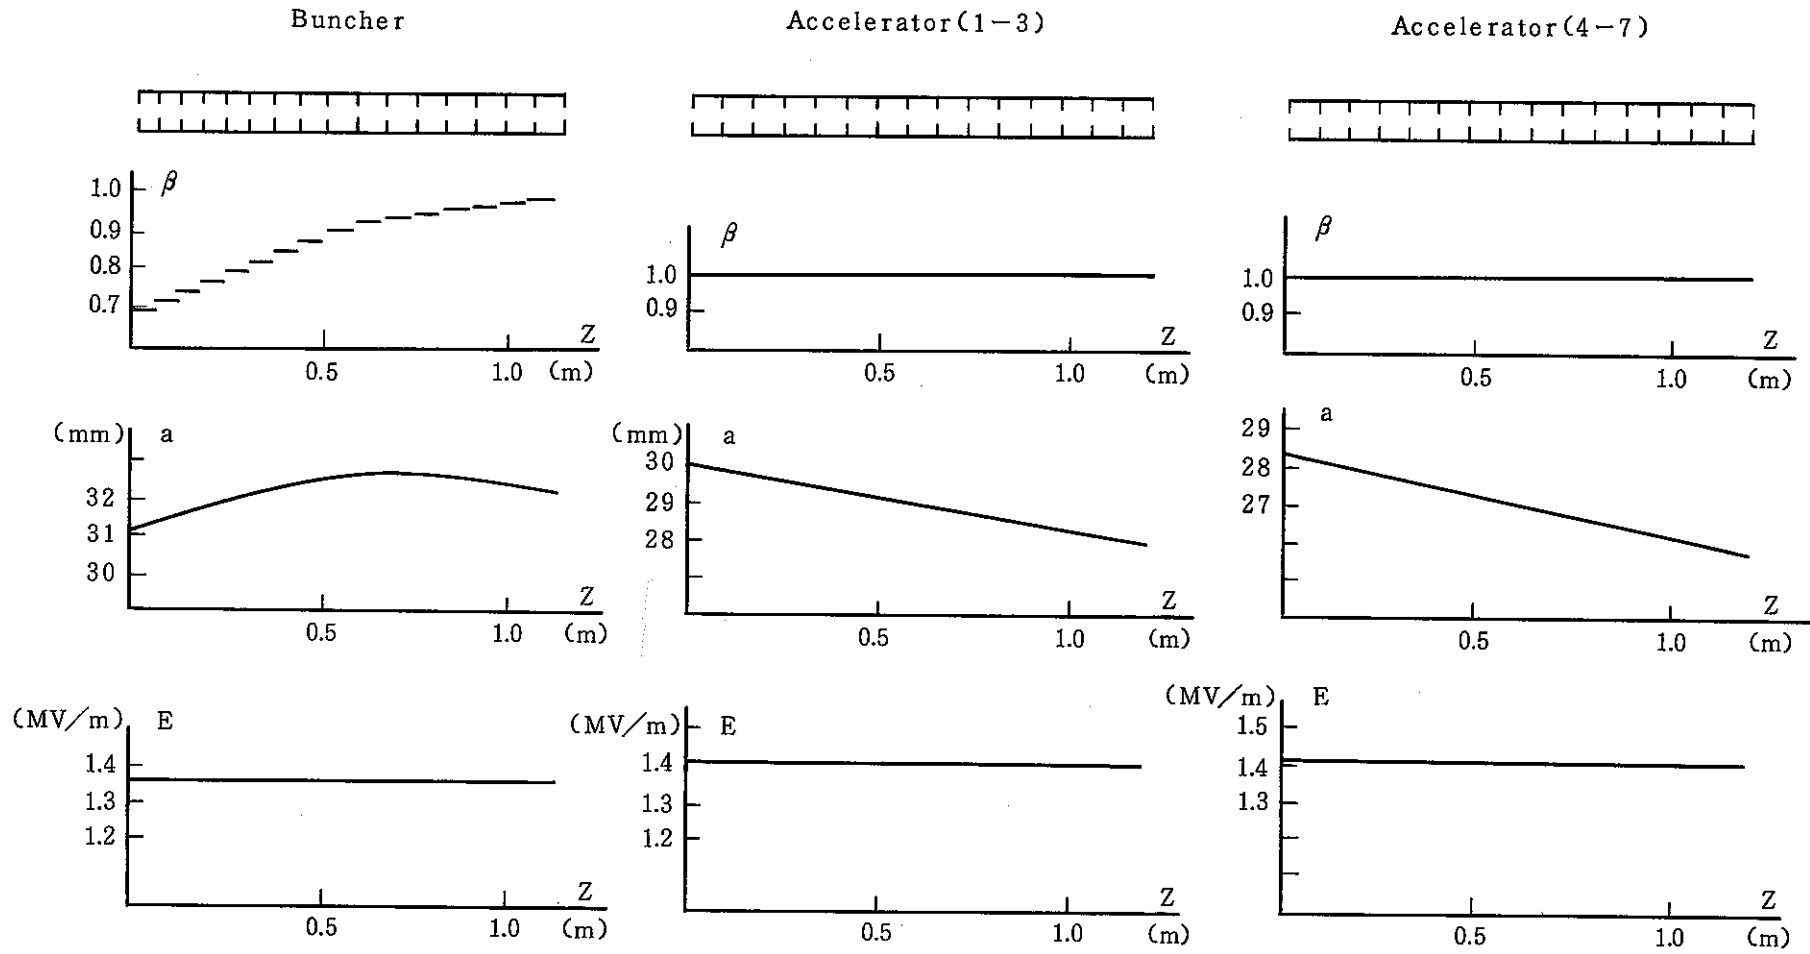 Buncher
1.0
β
0.9
0.8
0.7
Z
0.5
1.0
(m)
(mm)
a
32
31
30
Z
0.5
1.0
(m)
(MV/m)
E
1.4
1.3
1.2
Z
0.5
1.0
(m)
Accelerator(1-3)
β
1.0
0.9
Z
0.5
1.0
(m)
(mm)
a
30
29
28
Z
0.5
1.0
(m)
(MV/m)
E
1.4
1.3
1.2
Z
0.5
1.0
(m)
Accelerator(4-7)
β
1.0
0.9
Z
0.5
1.0
(m)
a
29
28
27
Z
0.5
1.0
(m)
(MV/m)
E
1.5
1.4
1.3
Z
0.5
1.0
(m)